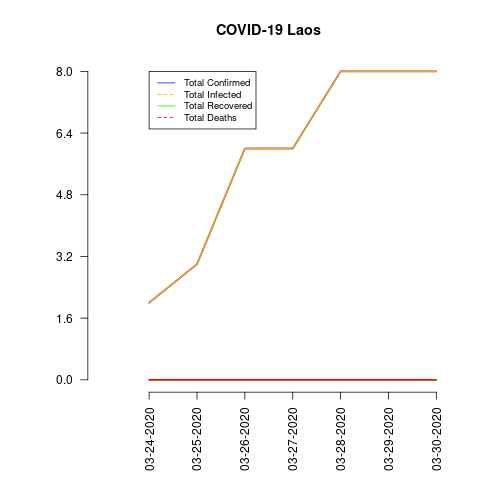 COVID-19 Laos
Total Confirmed
Total Infected
Total Recovered
Total Deaths
8.0
6.4
4.8
3.2
1.6
0.0
03-24-2020
03-25-2020
03-26-2020
03-27-2020
03-28-2020
03-29-2020
03-30-2020